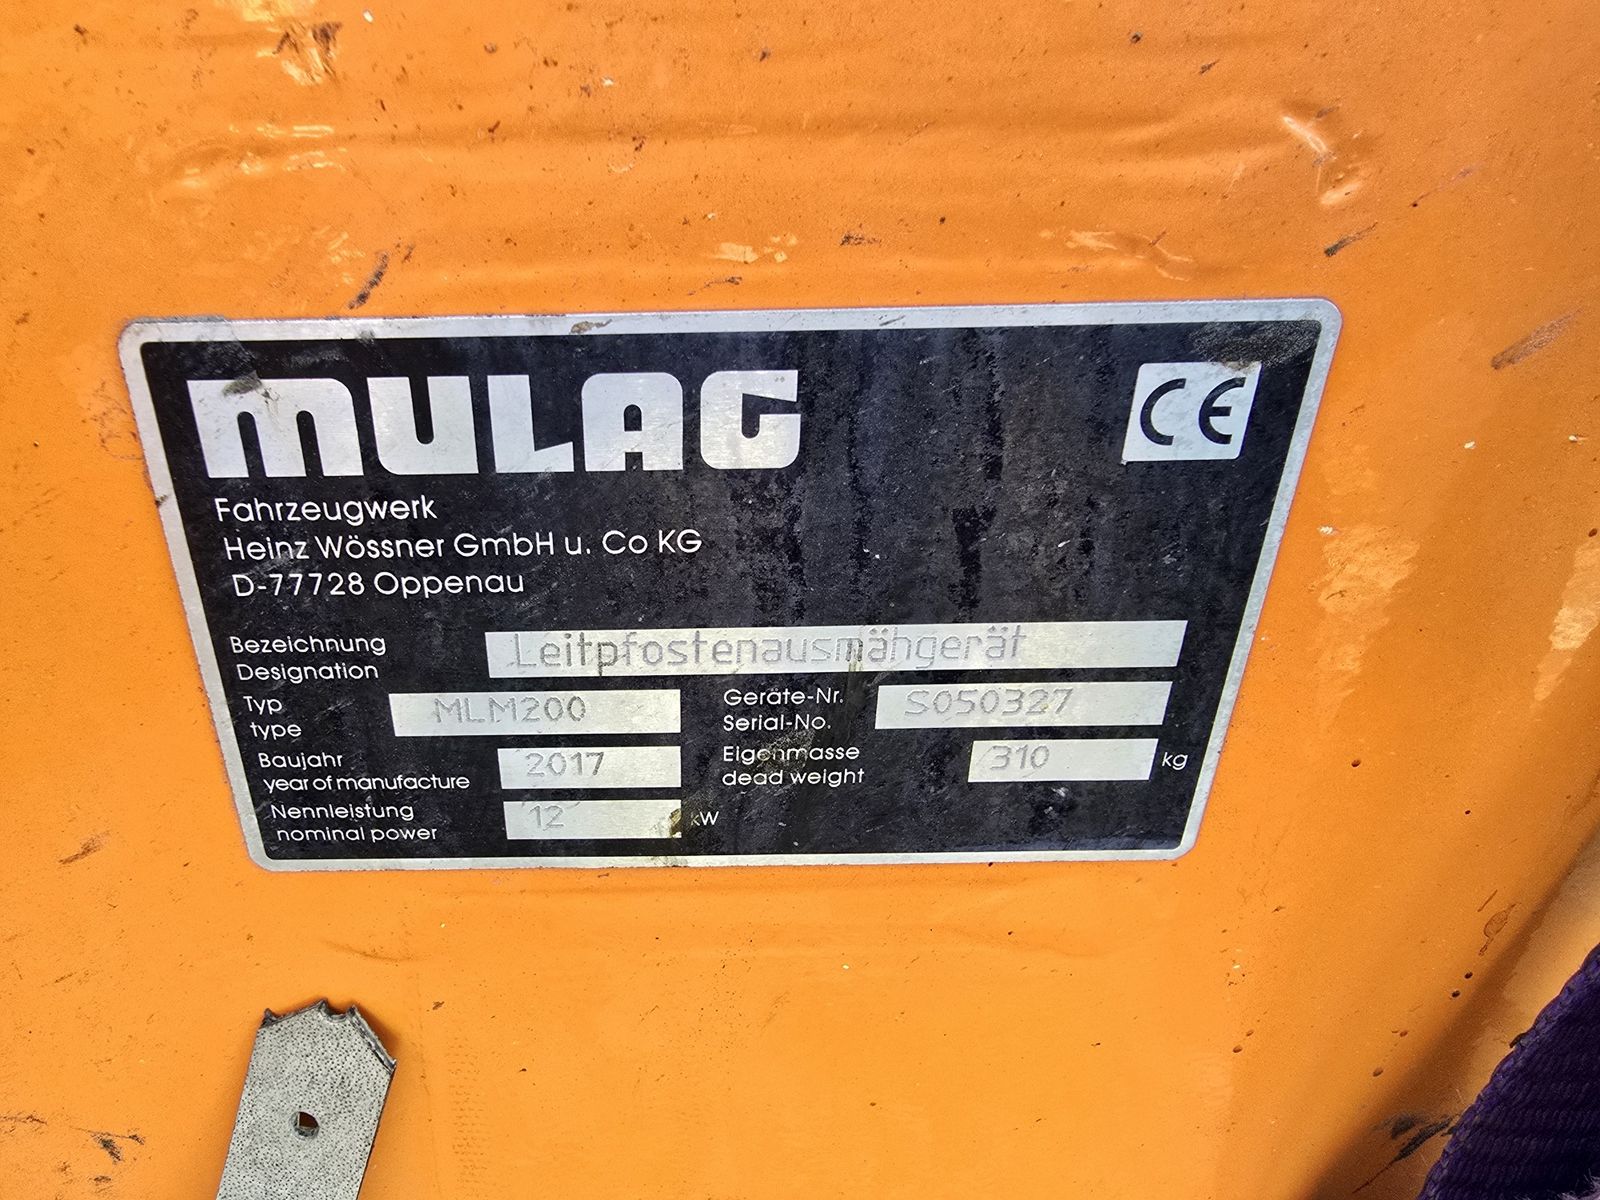 MULAG
CE
Fahrzeugwerk
Heinz Wössner GmbH u. Co KG
D-77728 Oppenau
Bezeichnung
Designation
Leitpfostenausmähgerät
Typ
type
MLM200
Geräte-Nr.
Serial-No.
S050327
Baujahr
year of manufacture
2017
Eigenmasse
dead weight
310 kg
Nennleistung
nominal power
12 kW